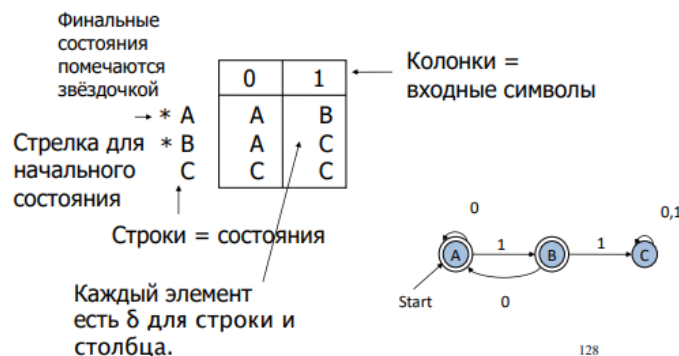 Финальные
состояния
помечаются
звёздочкой
0 1
Колонки =
входные символы
* A A B
* B A C
C C C
Стрелка для
начального
состояния
Строки = состояния
Каждый элемент
есть δ для строки и
столбца.
0
0,1
A
1
B
1
C
Start
0
128